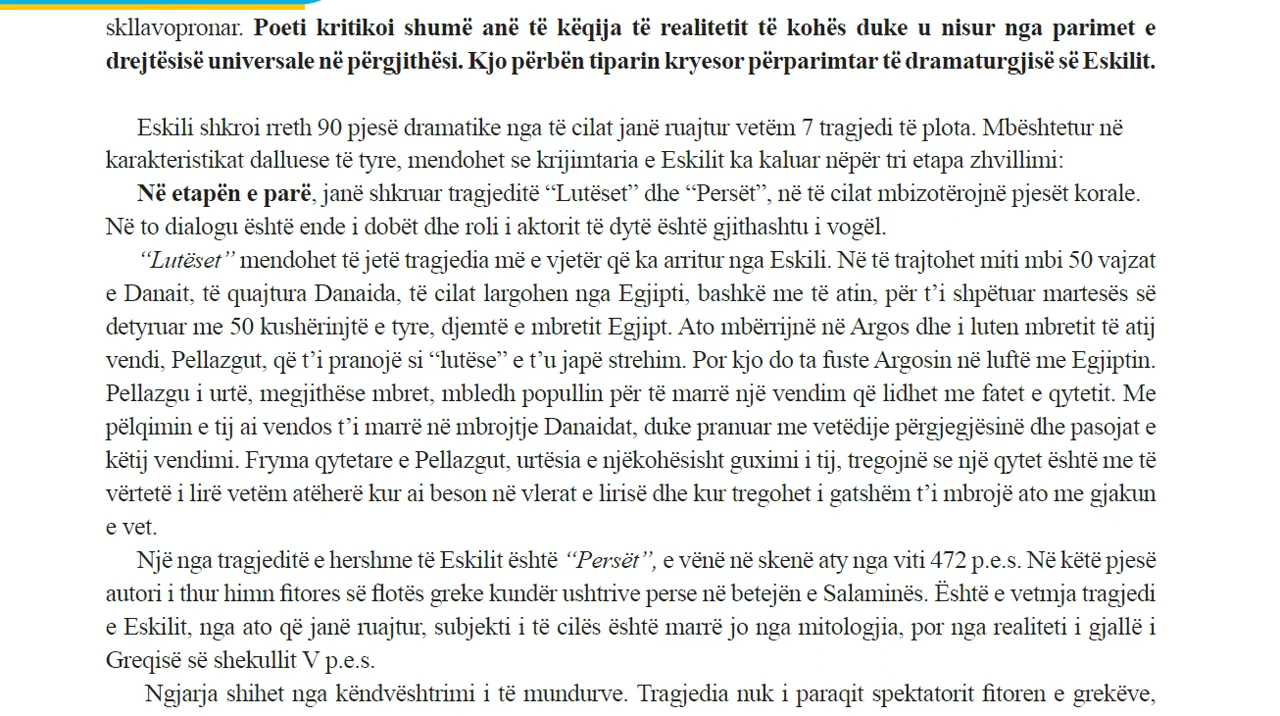 skllavopronar. Poeti kritikoi shumë anë të këqija të realitetit të kohës duke u nisur nga parimet e
drejtësisë universale në përgjithësi. Kjo përbën tiparin kryesor përparimtar të dramaturgjisë së Eskilit.
Eskili shkroi rreth 90 pjesë dramatike nga të cilat janë ruajtur vetëm 7 tragjedi të plota. Mbështetur në
karakteristikat dalluese të tyre, mendohet se krijimtaria e Eskilit ka kaluar nëpër tri etapa zhvillimi:
Në etapën e parë, janë shkruar tragjeditë “Lutëset” dhe “Persët”, në të cilat mbizotërojnë pjesët korale.
Në to dialogu është ende i dobët dhe roli i aktorit të dytë është gjithashtu i vogël.
“Lutëset” mendohet të jetë tragjedia më e vjetër që ka arritur nga Eskili. Në të trajtohet miti mbi 50 vajzat
e Danait, të quajtura Danaida, të cilat largohen nga Egjipti, bashkë me të atin, për t’i shpëtuar martesës së
detyruar me 50 kushërinjtë e tyre, djemtë e mbretit Egjipt. Ato mbërrijnë në Argos dhe i luten mbretit të atij
vendi, Pellazgut, që t’i pranojë si “lutëse” e t’u japë strehim. Por kjo do ta fuste Argosin në luftë me Egjiptin.
Pellazgu i urtë, megjithëse mbret, mbledh popullin për të marrë një vendim që lidhet me fatet e qytetit. Me
pëlqimin e tij ai vendos t’i marrë në mbrojtje Danaidat, duke pranuar me vetëdije përgjegjësinë dhe pasojat e
këtij vendimi. Fryma qytetare e Pellazgut, urtësia e njëkohësisht guximi i tij, tregojnë se një qytet është me të
vërtetë i lirë vetëm atëherë kur ai beson në vlerat e lirisë dhe kur tregohet i gatshëm t’i mbrojë ato me gjakun
e vet.
Një nga tragjeditë e hershme të Eskilit është “Persët”, e vënë në skenë aty nga viti 472 p.e.s. Në këtë pjesë
autori i thur himn fitores së flotës greke kundër ushtrive perse në betejën e Salaminës. Është e vetmja tragjedi
e Eskilit, nga ato që janë ruajtur, subjekti i të cilës është marrë jo nga mitologjia, por nga realiteti i gjallë i
Greqisë së shekullit V p.e.s.
Ngjarja shihet nga këndvështrimi i të mundurve. Tragjedia nuk i paraqit spektatorit fitoren e grekëve,